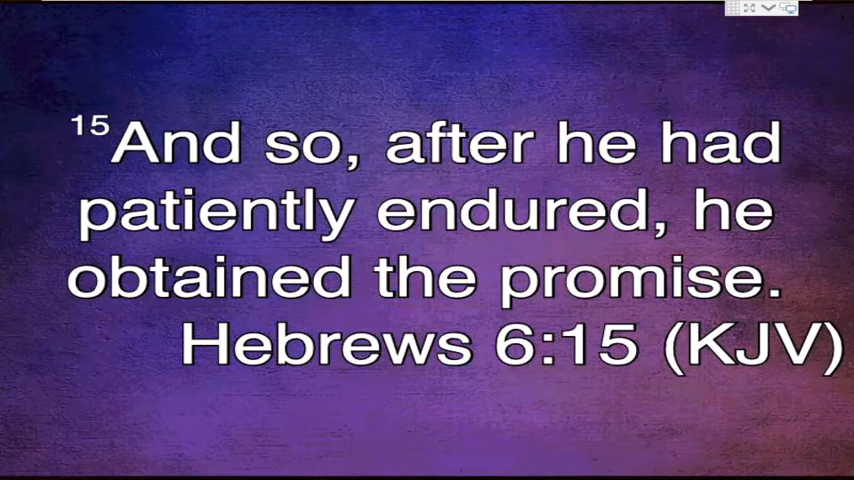 15And so, after he had
patiently endured, he
obtained the promise.
Hebrews 6:15 (KJV)